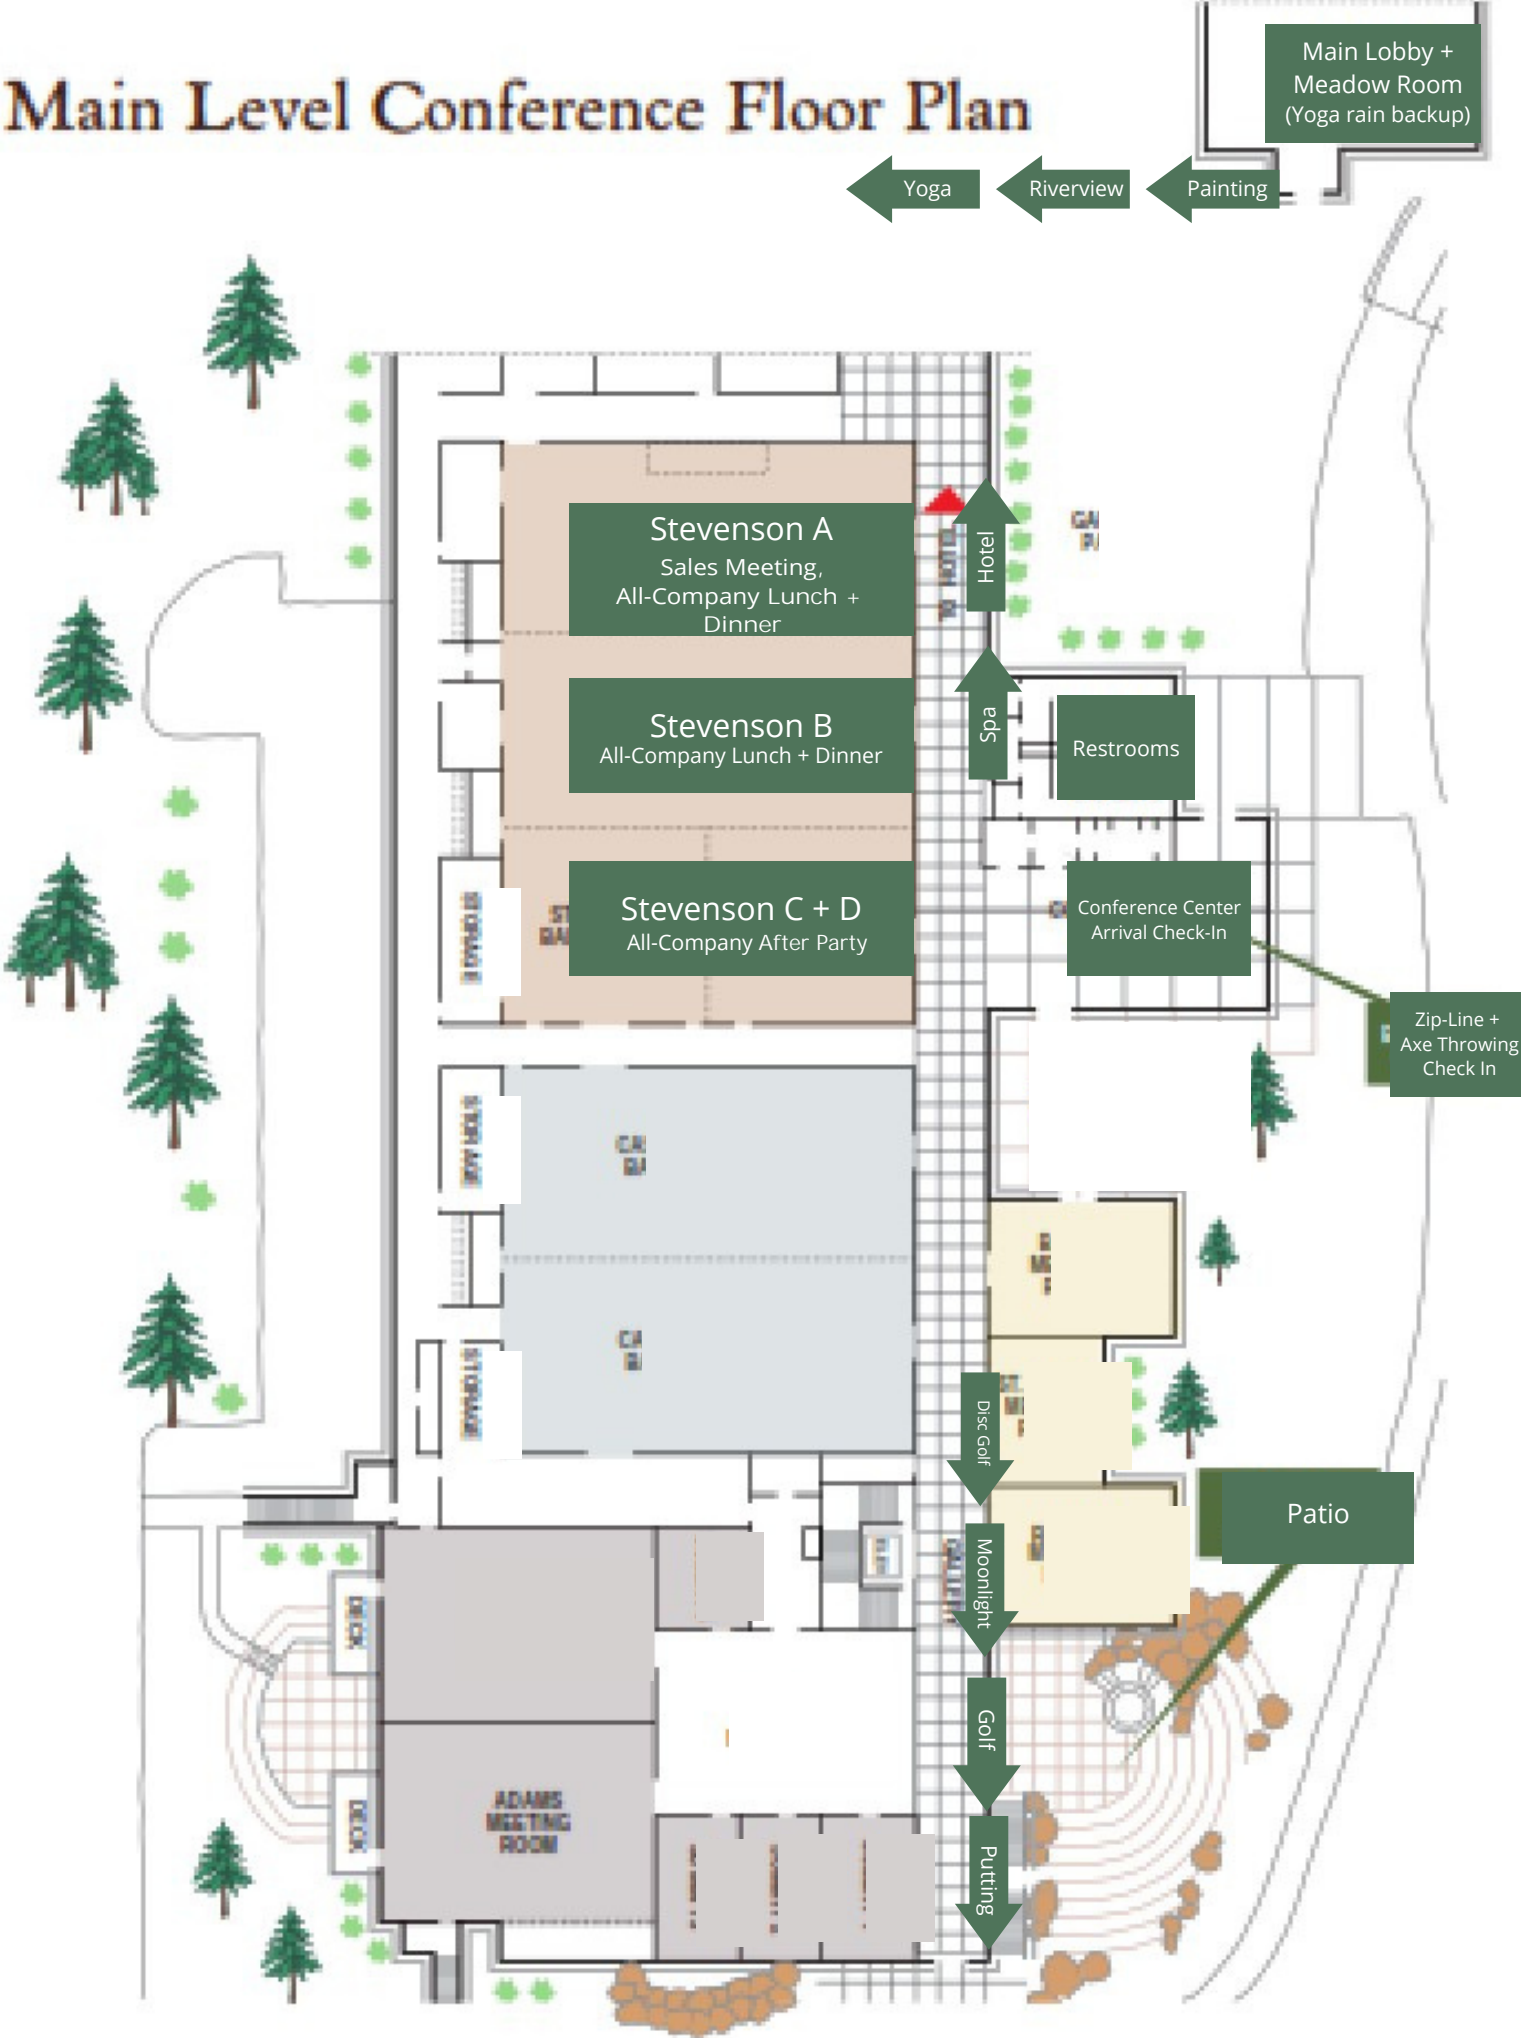 Main Lobby +
Meadow Room
(Yoga rain backup)
Main Level Conference Floor Plan
Yoga
Riverview
Painting
Stevenson A
Sales Meeting,
All-Company Lunch +
Dinner
TO HOTEL
Hotel
Stevenson B
All-Company Lunch + Dinner
Spa
Restrooms
Stevenson C + D
All-Company After Party
STORAGE
Conference Center
Arrival Check-In
Zip-Line +
Axe Throwing
Check In
STORAGE
STORAGE
Disc Golf
Patio
Moonlight
DECK
Golf
ADAMS
MEETING
ROOM
DECK
Putting